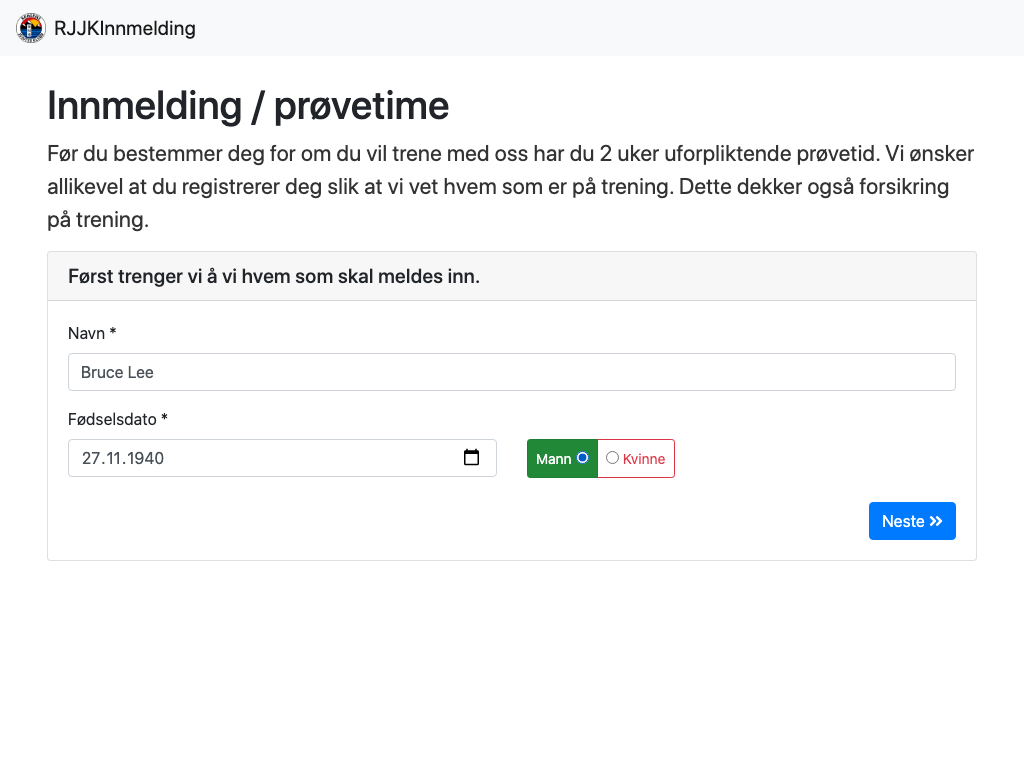 RJJKInnmelding
Innmelding / prøvetime
Før du bestemmer deg for om du vil trene med oss har du 2 uker uforpliktende prøvetid. Vi ønsker
allikevel at du registrerer deg slik at vi vet hvem som er på trening. Dette dekker også forsikring
på trening.
Først trenger vi å vi hvem som skal meldes inn.
Navn *
Bruce Lee
Fødselsdato *
27.11.1940
Mann Kvinne
Neste »